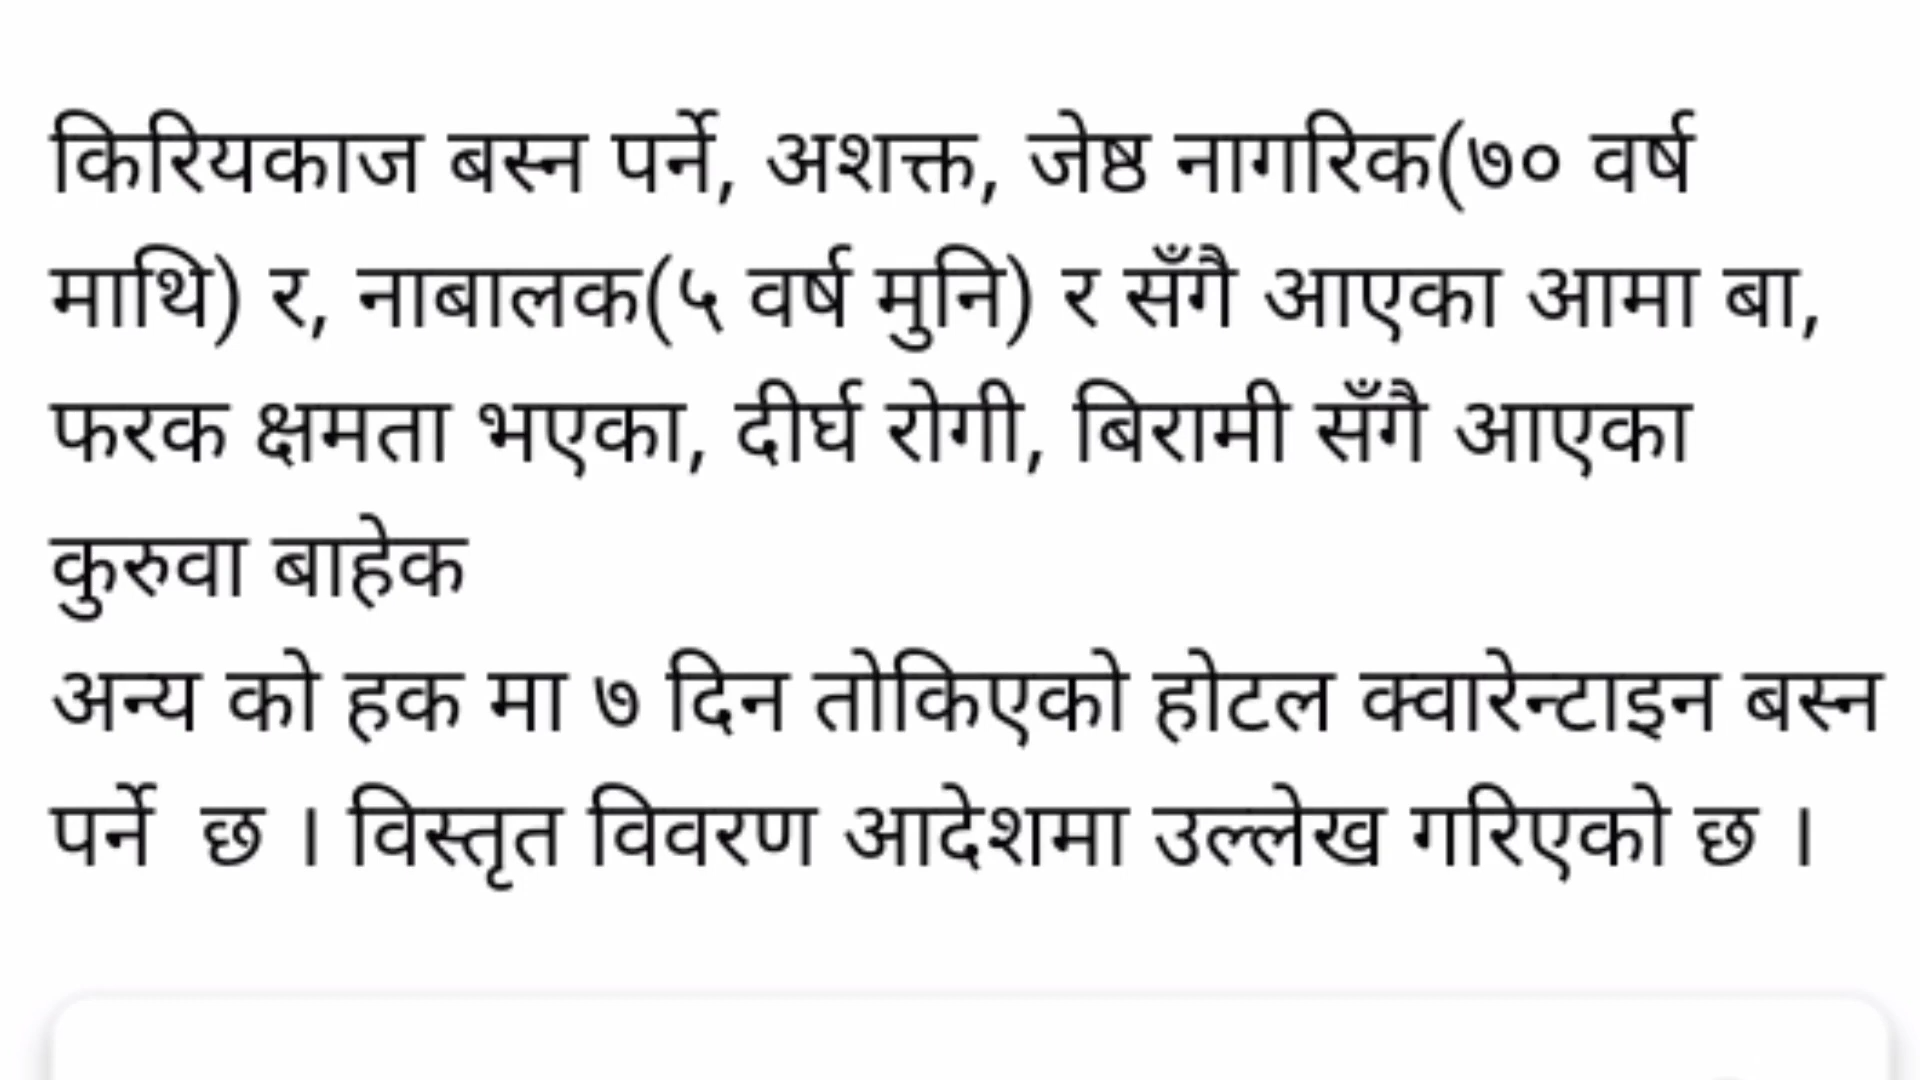 किरियकाज बस्न पर्ने, अशक्त, जेष्ठ नागरिक(७० वर्ष
माथि) र, नाबालक(५ वर्ष मुनि) र सँगै आएका आमा बा,
फरक क्षमता भएका, दीर्घ रोगी, बिरामी सँगै आएका
कुरुवा बाहेक
अन्य को हक मा ७ दिन तोकिएको होटल क्वारेन्टाइन बस्न
पर्ने  छ । विस्तृत विवरण आदेशमा उल्लेख गरिएको छ ।